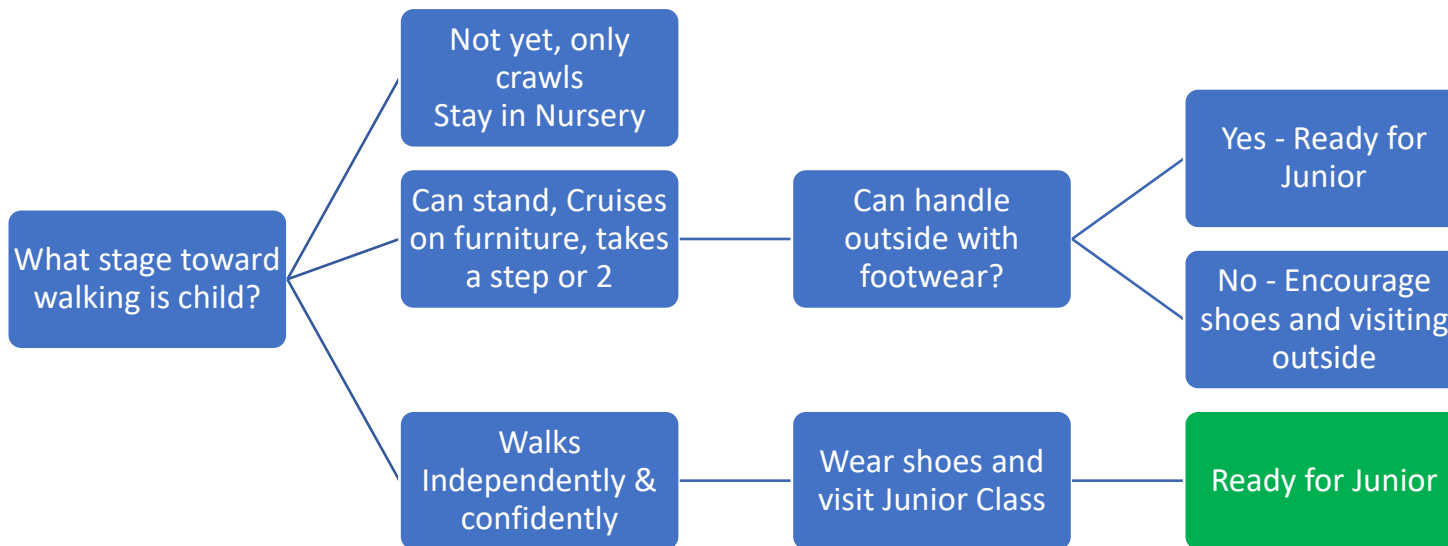 What stage toward
walking is child?
Not yet, only
crawls
Stay in Nursery
Can stand, Cruises
on furniture, takes
a step or 2
Can handle
outside with
footwear?
Yes - Ready for
Junior
No - Encourage
shoes and visiting
outside
Walks
Independently &
confidently
Wear shoes and
visit Junior Class
Ready for Junior